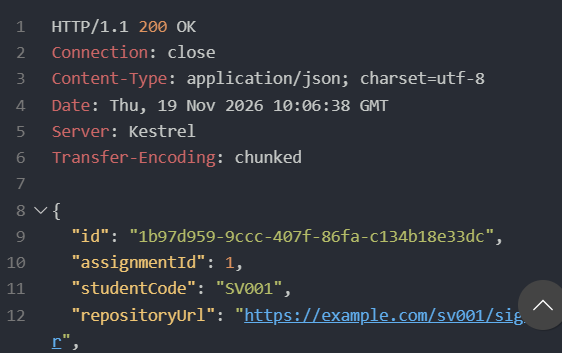 1 HTTP/1.1 200 OK
2 Connection: close
3 Content-Type: application/json; charset=utf-8
4 Date: Thu, 19 Nov 2026 10:06:38 GMT
5 Server: Kestrel
6 Transfer-Encoding: chunked
7
8 {
9 "id": "1b97d959-9ccc-407f-86fa-c134b18e33dc",
10 "assignmentId": 1,
11 "studentCode": "SV001",
12 "repositoryUrl": "https://example.com/sv001/sig
r",